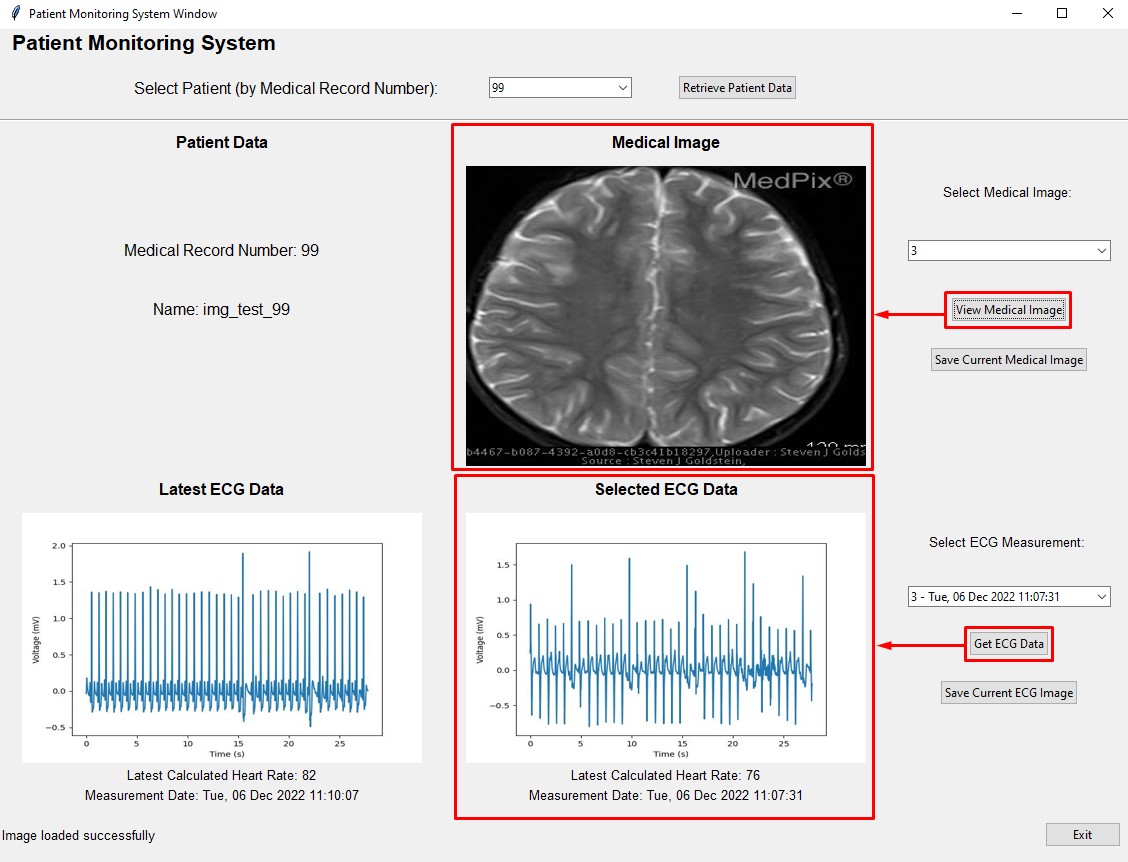 Patient Monitoring System Window
Patient Monitoring System
Select Patient (by Medical Record Number):
99
Retrieve Patient Data
Patient Data
Medical Record Number: 99
Name: img_test_99
Medical Image
MedPix®
b4467-b087-4392-a0d8-cb3c41b18297,Uploader : Steven J Golds
Source : Steven J Goldstein,
Select Medical Image:
3
View Medical Image
Save Current Medical Image
Latest ECG Data
2.0
1.5
1.0
0.5
0.0
−0.5
Voltage (mV)
0 5 10 15 20 25
Time (s)
Latest Calculated Heart Rate: 82
Measurement Date: Tue, 06 Dec 2022 11:10:07
Selected ECG Data
1.5
1.0
0.5
0.0
−0.5
Voltage (mV)
0 5 10 15 20 25
Time (s)
Latest Calculated Heart Rate: 76
Measurement Date: Tue, 06 Dec 2022 11:07:31
Select ECG Measurement:
3 - Tue, 06 Dec 2022 11:07:31
Get ECG Data
Save Current ECG Image
Image loaded successfully
Exit